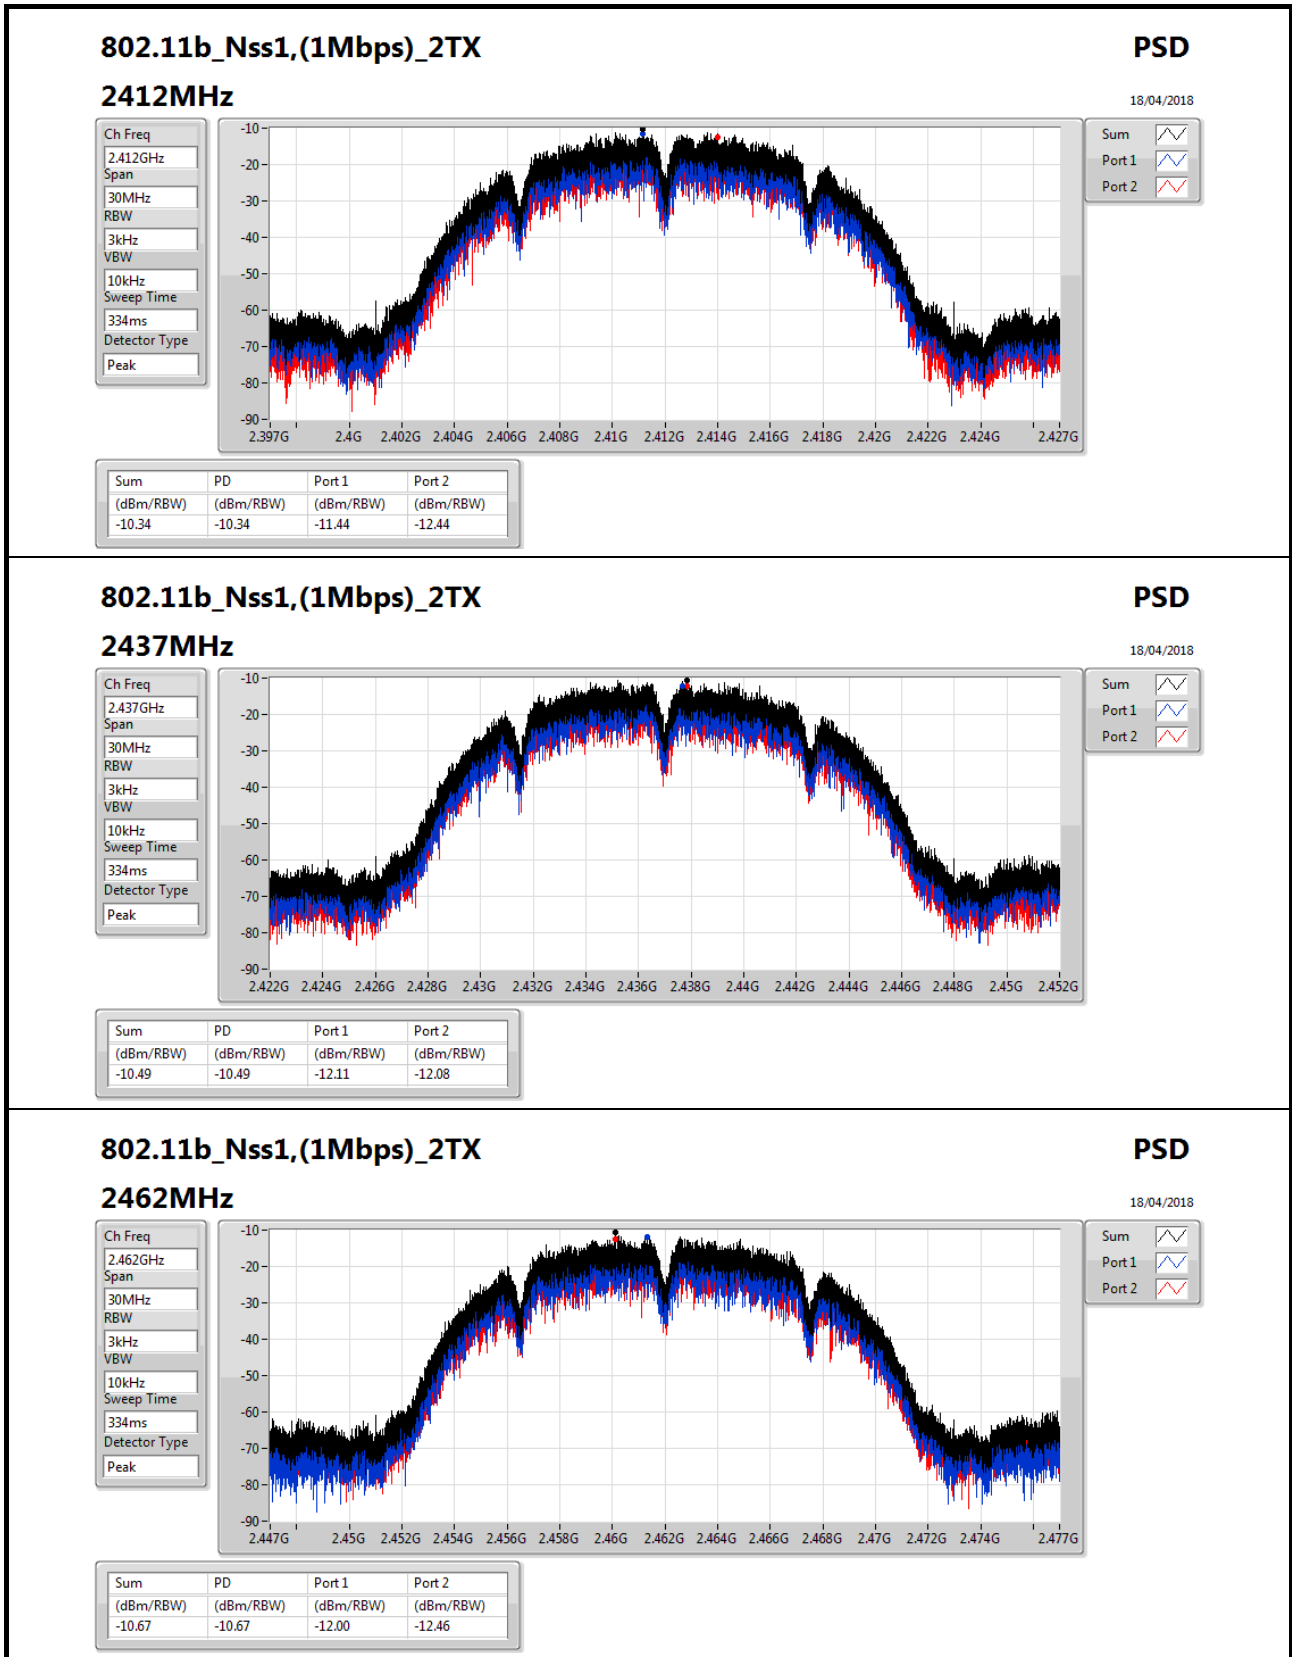 802.11b_Nss1,(1Mbps)_2TX PSD
2412MHz 18/04/2018
Ch Freq
2.412GHz
Span
30MHz
RBW
3kHz
VBW
10kHz
Sweep Time
334ms
Detector Type
Peak
-10
-20
-30
-40
-50
-60
-70
-80
-90
2.397G 2.4G 2.402G 2.404G 2.406G 2.408G 2.41G 2.412G 2.414G 2.416G 2.418G 2.42G 2.422G 2.424G 2.427G
Sum
Port 1
Port 2
Sum PD Port 1 Port 2
(dBm/RBW) (dBm/RBW) (dBm/RBW) (dBm/RBW)
-10.34 -10.34 -11.44 -12.44
802.11b_Nss1,(1Mbps)_2TX PSD
2437MHz 18/04/2018
Ch Freq
2.437GHz
Span
30MHz
RBW
3kHz
VBW
10kHz
Sweep Time
334ms
Detector Type
Peak
-10
-20
-30
-40
-50
-60
-70
-80
-90
2.422G 2.424G 2.426G 2.428G 2.43G 2.432G 2.434G 2.436G 2.438G 2.44G 2.442G 2.444G 2.446G 2.448G 2.45G 2.452G
Sum
Port 1
Port 2
Sum PD Port 1 Port 2
(dBm/RBW) (dBm/RBW) (dBm/RBW) (dBm/RBW)
-10.49 -10.49 -12.11 -12.08
802.11b_Nss1,(1Mbps)_2TX PSD
2462MHz 18/04/2018
Ch Freq
2.462GHz
Span
30MHz
RBW
3kHz
VBW
10kHz
Sweep Time
334ms
Detector Type
Peak
-10
-20
-30
-40
-50
-60
-70
-80
-90
2.447G 2.45G 2.452G 2.454G 2.456G 2.458G 2.46G 2.462G 2.464G 2.466G 2.468G 2.47G 2.472G 2.474G 2.477G
Sum
Port 1
Port 2
Sum PD Port 1 Port 2
(dBm/RBW) (dBm/RBW) (dBm/RBW) (dBm/RBW)
-10.67 -10.67 -12.00 -12.46